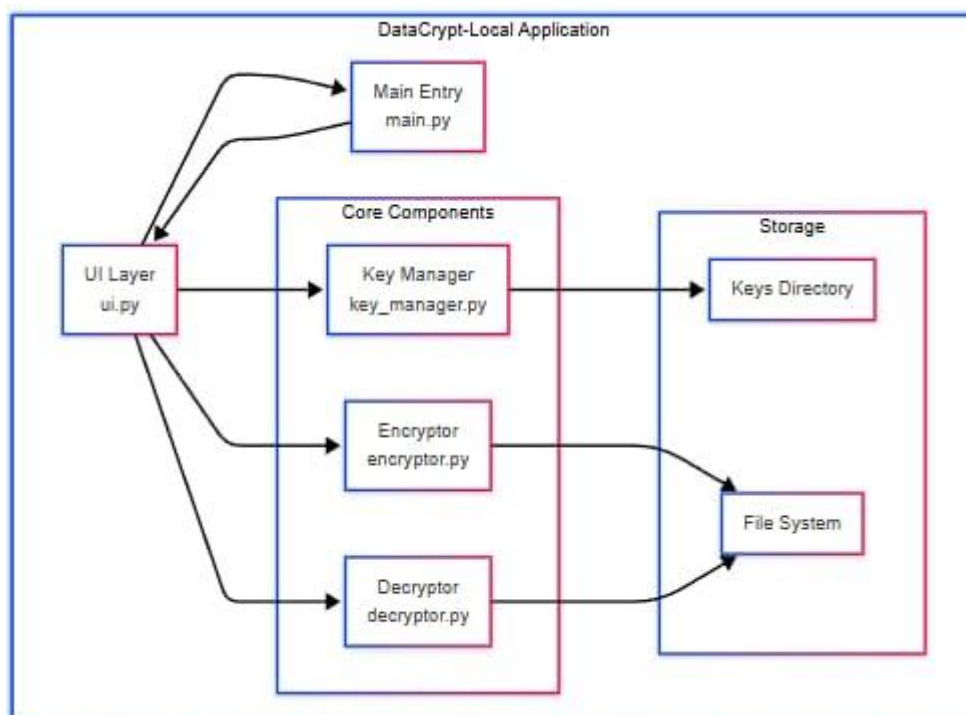 DataCrypt-Local Application
Main Entry
main.py
Core Components
Storage
UI Layer
ui.py
Key Manager
key_manager.py
Keys Directory
Encryptor
encryptor.py
File System
Decryptor
decryptor.py